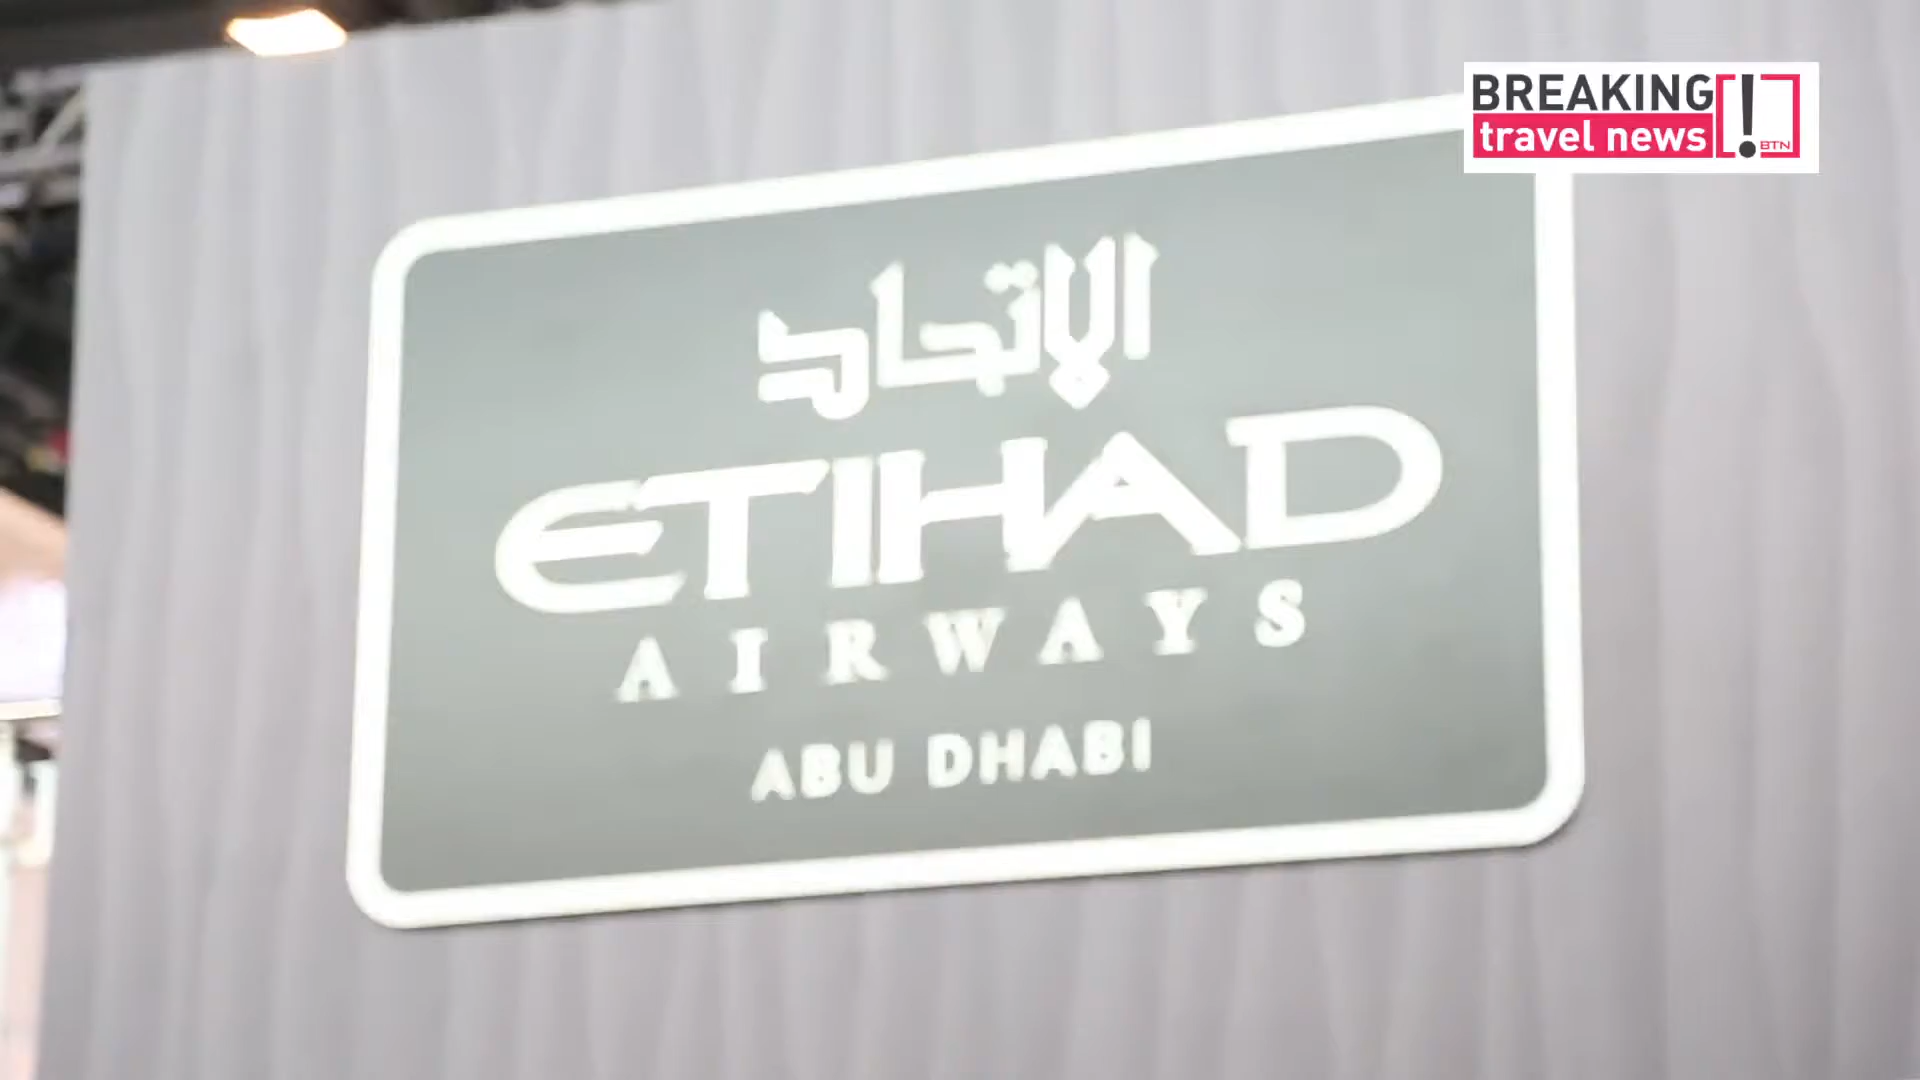 BREAKING
travel news
BTN
الاتحاد
ETIHAD
AIRWAYS
ABU DHABI